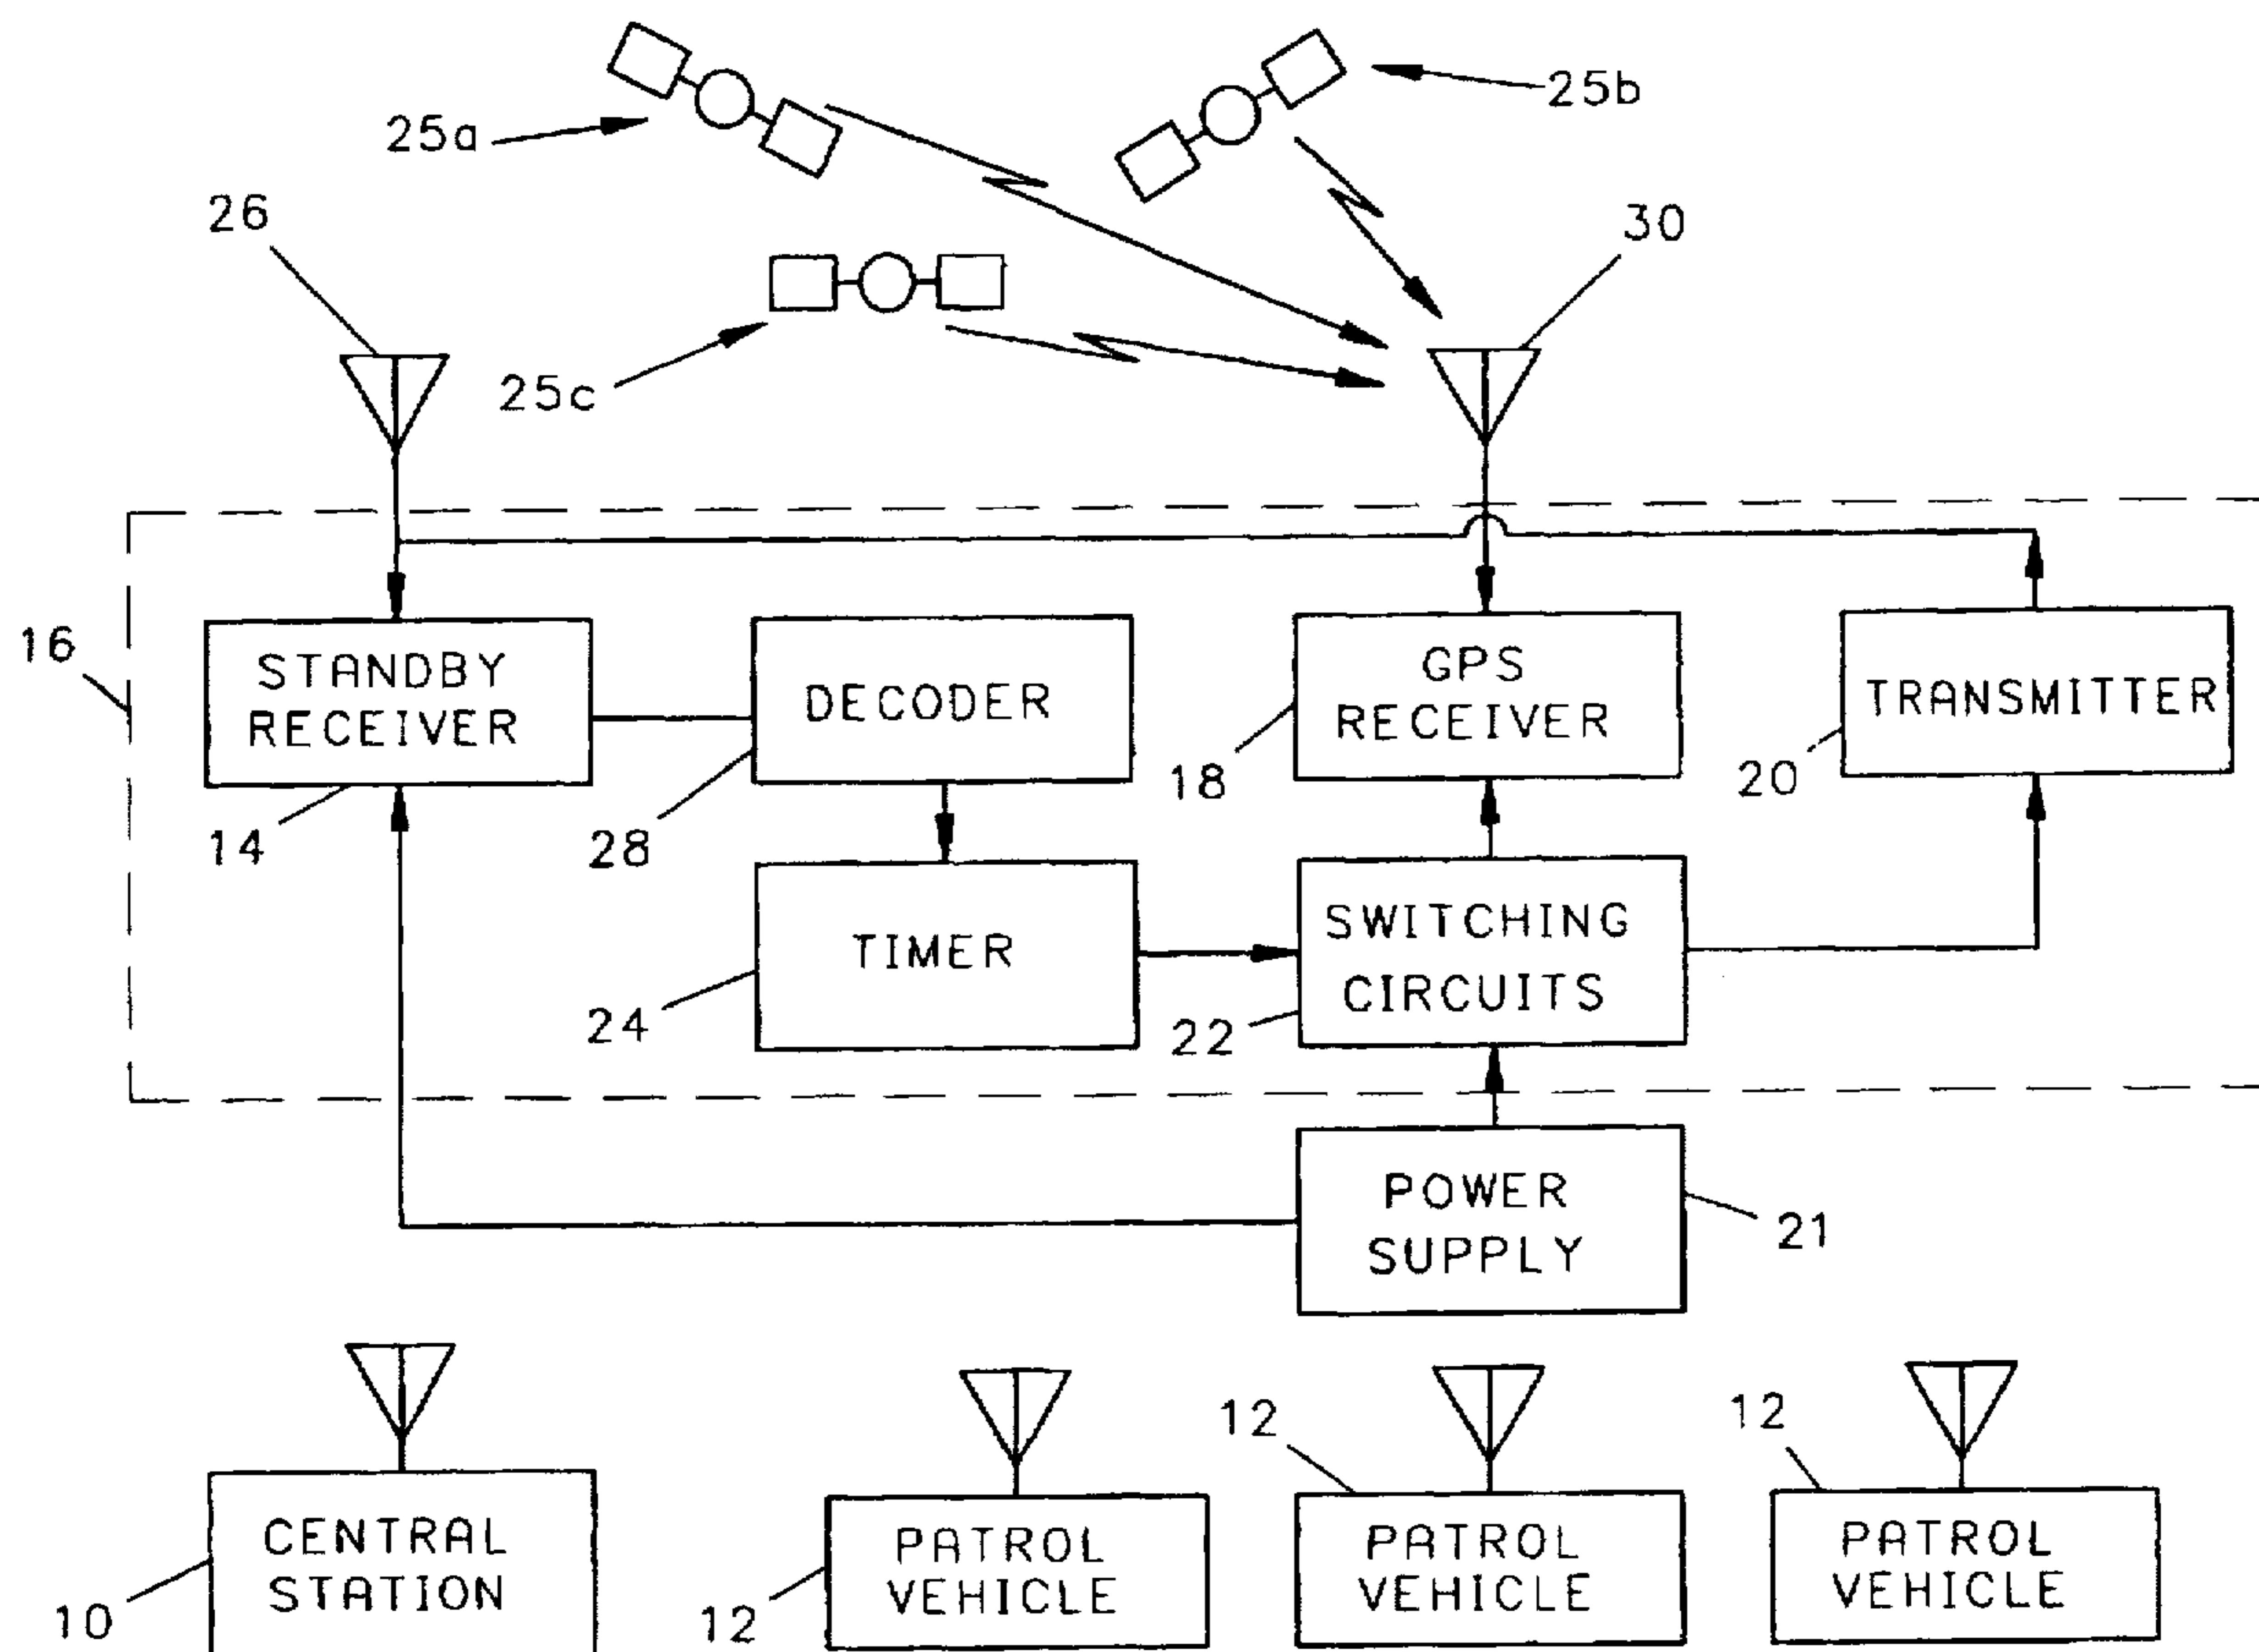 25a
25b
26
30
25c
16
STANDBY
RECEIVER
DECODER
GPS
RECEIVER
TRANSMITTER
14
28
18
20
TIMER
SWITCHING
CIRCUITS
24
22
POWER
SUPPLY
21
12
12
CENTRAL
STATION
PATROL
VEHICLE
PATROL
VEHICLE
PATROL
VEHICLE
10
12